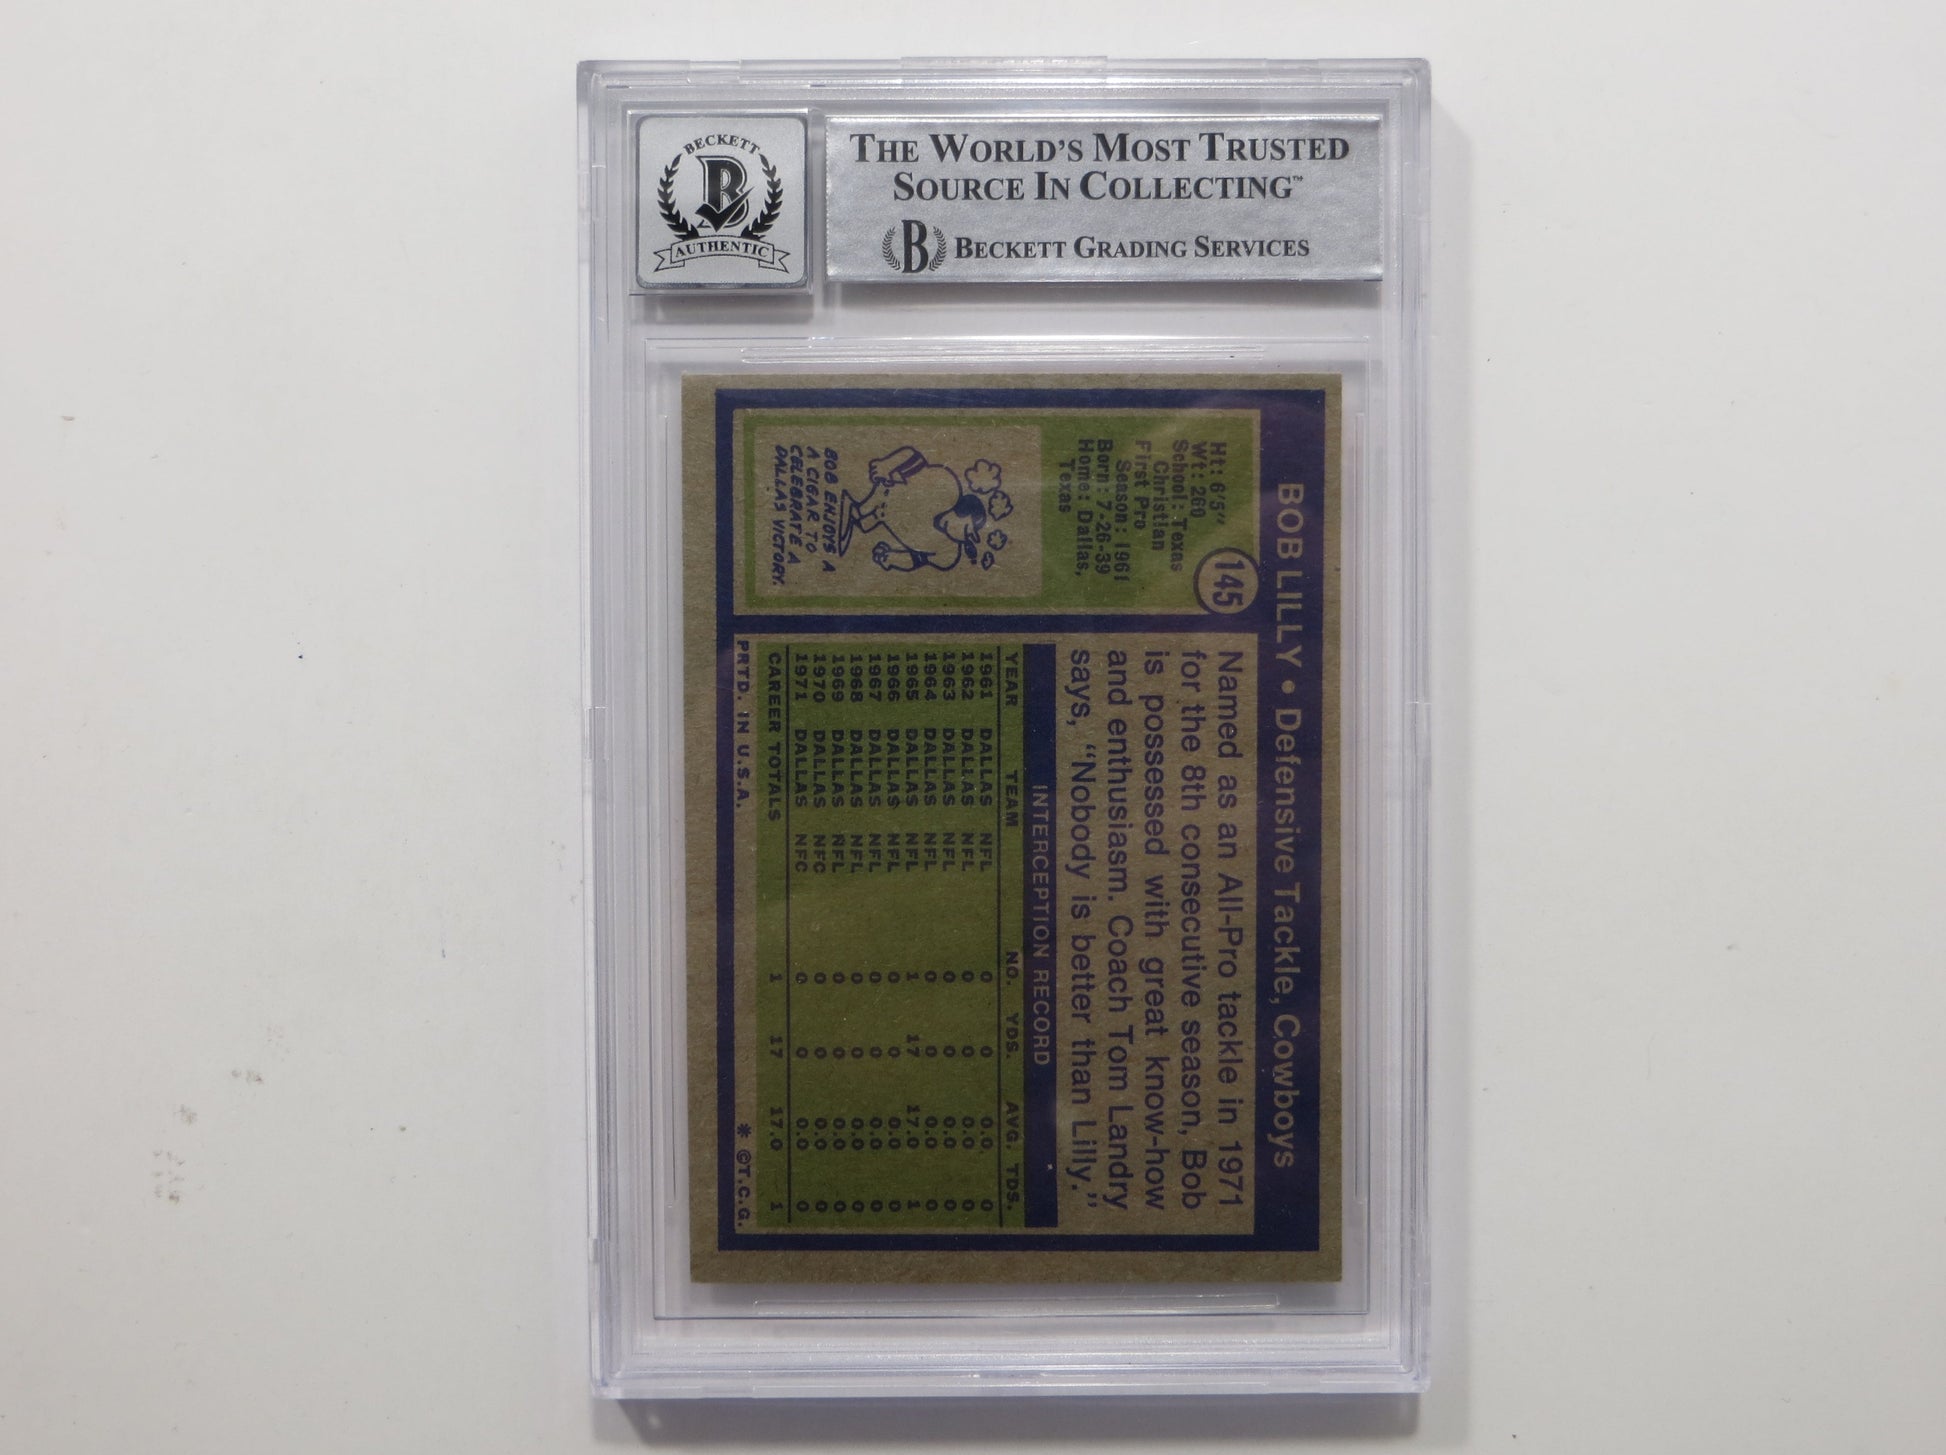 BECKETT
AUTHENTIC
THE WORLD'S MOST TRUSTED
SOURCE IN COLLECTING™
B BECKETT GRADING SERVICES
BOB LILLY • Defensive Tackle, Cowboys
145
Ht: 6'5"
Wt: 260
School: Texas
Christian
First Pro
Season: 1961
Born: 7-26-39
Home: Dallas,
Texas
BOB ENJOYS A
A CIGAR TO
CELEBRATE A
DALLAS VICTORY.
Named as an All-Pro tackle in 1971
for the 8th consecutive season, Bob
is possessed with great know-how
and enthusiasm. Coach Tom Landry
says, "Nobody is better than Lilly."
INTERCEPTION RECORD
YEAR TEAM NO. YDS. AVG. TDS.
1961 DALLAS NFL 0 0 0.0 0
1962 DALLAS NFL 0 0 0.0 0
1963 DALLAS NFL 0 0 0.0 0
1964 DALLAS NFL 0 0 0.0 0
1965 DALLAS NFL 1 17 17.0 1
1966 DALLAS NFL 0 0 0.0 0
1967 DALLAS NFL 0 0 0.0 0
1968 DALLAS NFL 0 0 0.0 0
1969 DALLAS NFL 0 0 0.0 0
1970 DALLAS NFC 0 0 0.0 0
1971 DALLAS NFC 0 0 0.0 0
CAREER TOTALS 1 17 17.0 1
PRTD. IN U.S.A. * ©T.C.G.